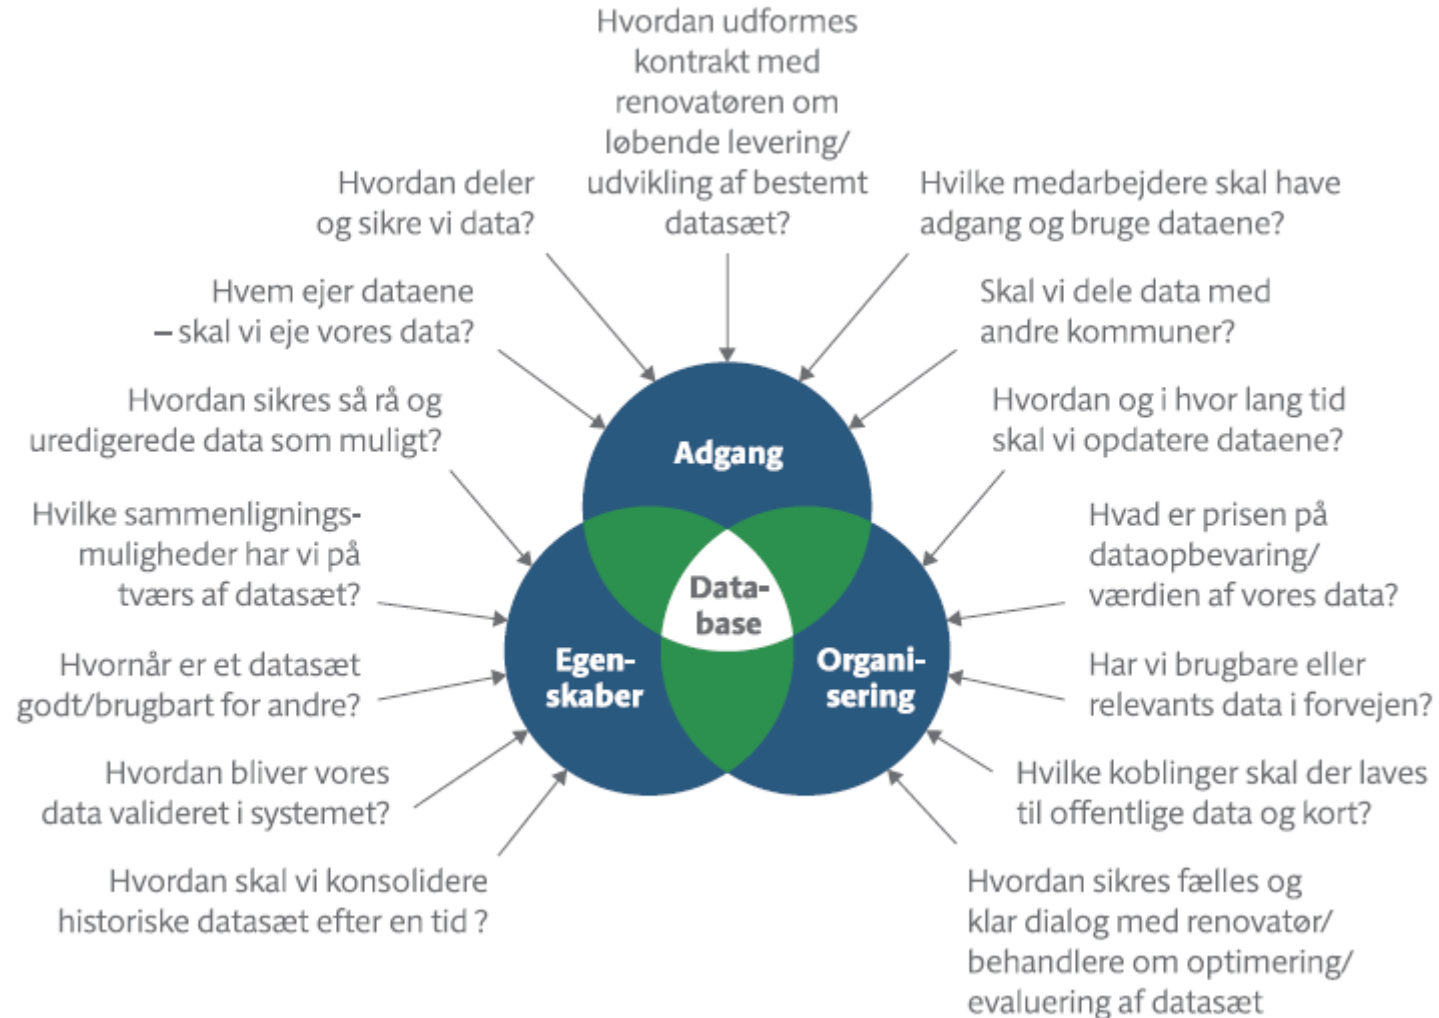 Hvordan udformes
kontrakt med
renovatøren om
løbende levering/
udvikling af bestemt
datasæt?
Hvordan deler
og sikre vi data?
Hvilke medarbejdere skal have
adgang og bruge dataene?
Hvem ejer dataene
– skal vi eje vores data?
Skal vi dele data med
andre kommuner?
Hvordan sikres så rå og
uredigerede data som muligt?
Hvordan og i hvor lang tid
skal vi opdatere dataene?
Adgang
Hvilke sammenlignings-
muligheder har vi på
tværs af datasæt?
Hvad er prisen på
dataopbevaring/
værdien af vores data?
Data-
base
Egen-
skaber
Organi-
sering
Hvornår er et datasæt
godt/brugbart for andre?
Har vi brugbare eller
relevants data i forvejen?
Hvordan bliver vores
data valideret i systemet?
Hvilke koblinger skal der laves
til offentlige data og kort?
Hvordan skal vi konsolidere
historiske datasæt efter en tid ?
Hvordan sikres fælles og
klar dialog med renovatør/
behandlere om optimering/
evaluering af datasæt